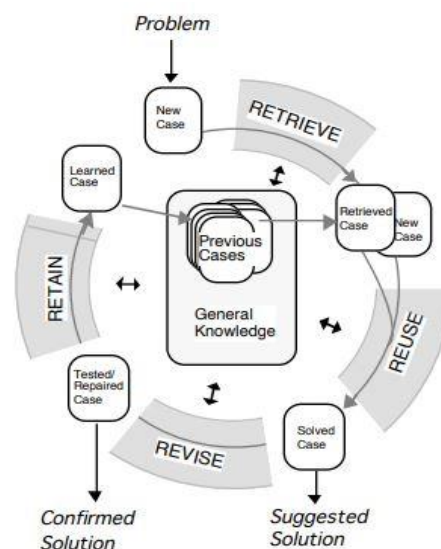 Problem
New
Case
RETRIEVE
Learned
Case
Retrieved
Case
New
Case
Previous
Cases
General
Knowledge
RETAIN
REUSE
Tested/
Repaired
Case
REVISE
Solved
Case
Confirmed
Solution
Suggested
Solution